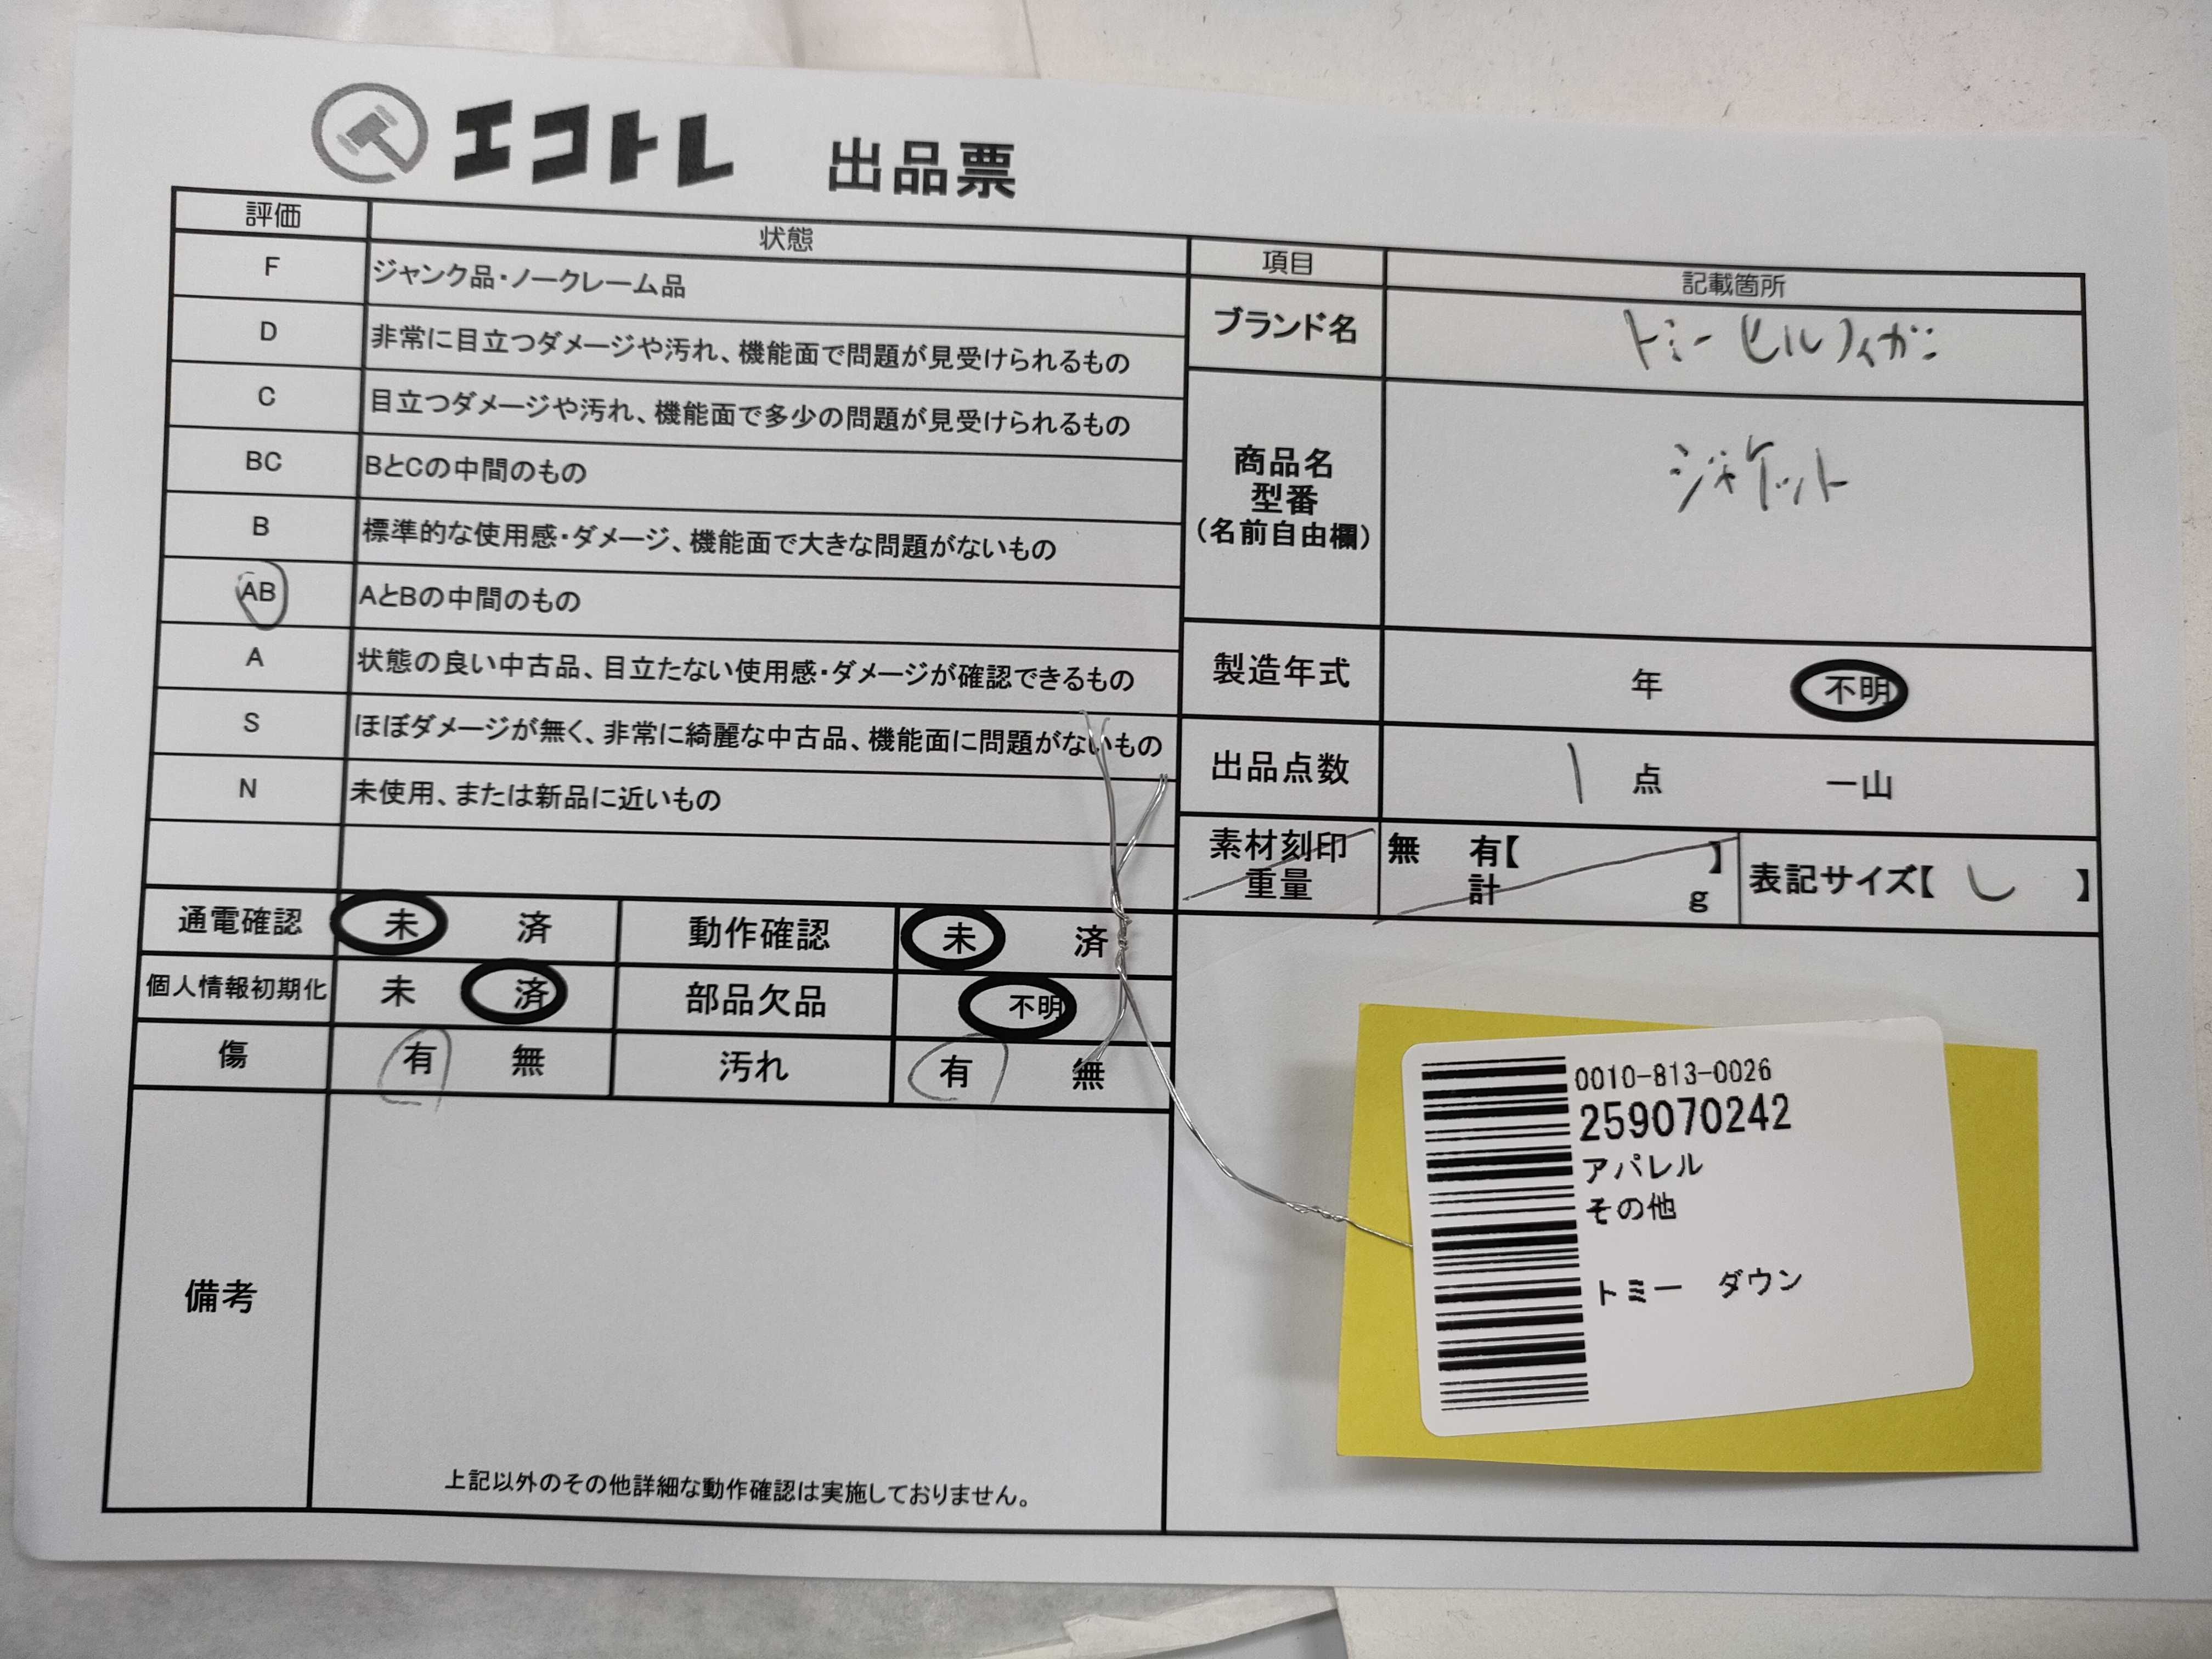 エコトレ 出品票
評価 状態
F ジャンク品・ノークレーム品
D 非常に目立つダメージや汚れ、機能面で問題が見受けられるもの
C 目立つダメージや汚れ、機能面で多少の問題が見受けられるもの
BC BとCの中間のもの
B 標準的な使用感・ダメージ、機能面で大きな問題がないもの
AB AとBの中間のもの
A 状態の良い中古品、目立たない使用感・ダメージが確認できるもの
S ほぼダメージが無く、非常に綺麗な中古品、機能面に問題がないもの
N 未使用、または新品に近いもの
通電確認 未 済 動作確認 未 済
個人情報初期化 未 済 部品欠品 不明
傷 有 無 汚れ 有 無
備考
上記以外のその他詳細な動作確認は実施しておりません。
項目 記載箇所
ブランド名 トミーヒルフィガー
商品名
型番
(名前自由欄)
ジャケット
製造年式 年 不明
出品点数 1 点 一山
素材刻印 無 有【 】
重量 計 g
表記サイズ【 L 】
0010-813-0026
259070242
アパレル
その他
トミー ダウン